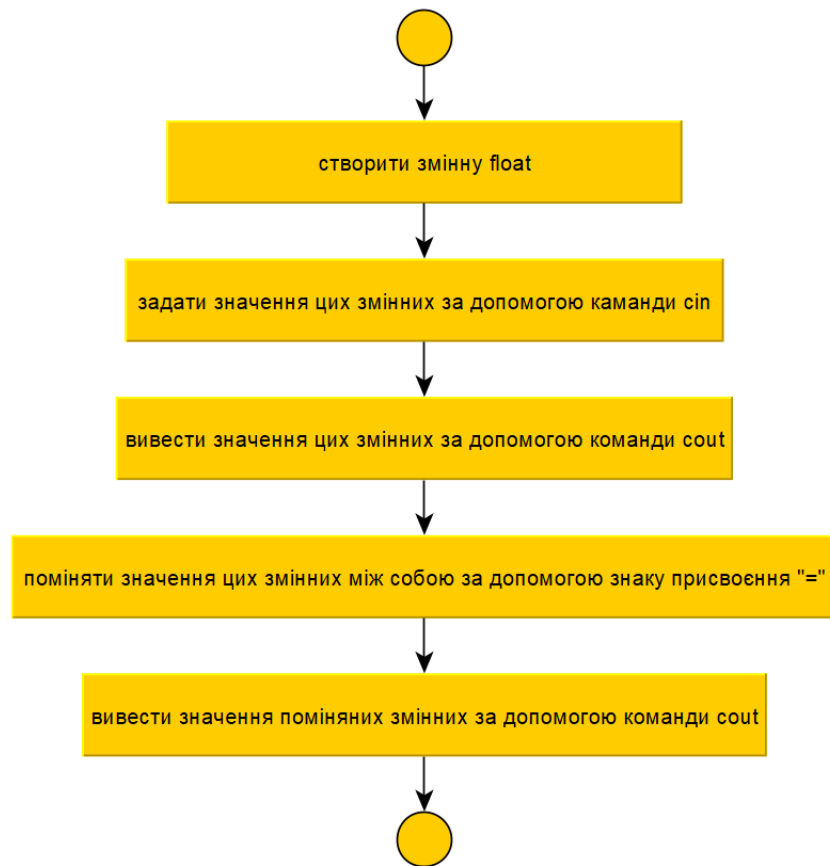 створити змінну float
задати значення цих змінних за допомогою каманди cin
вивести значення цих змінних за допомогою команди cout
поміняти значення цих змінних між собою за допомогою знаку присвоєння "="
вивести значення поміняних змінних за допомогою команди cout